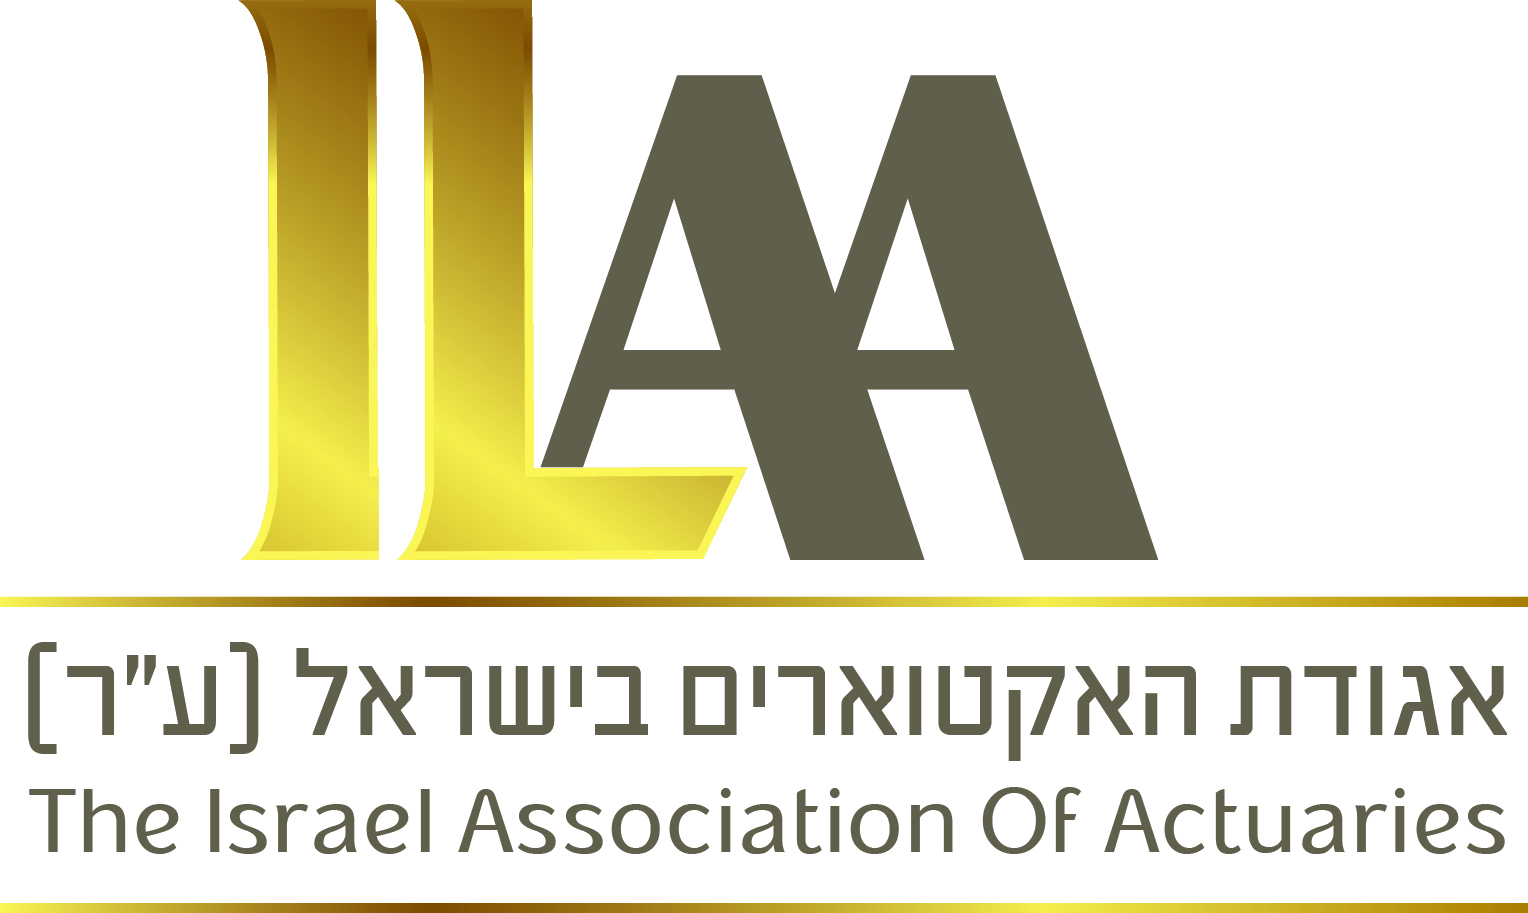 ILAA
אגודת האקטוארים בישראל (ע"ר)
The Israel Association Of Actuaries